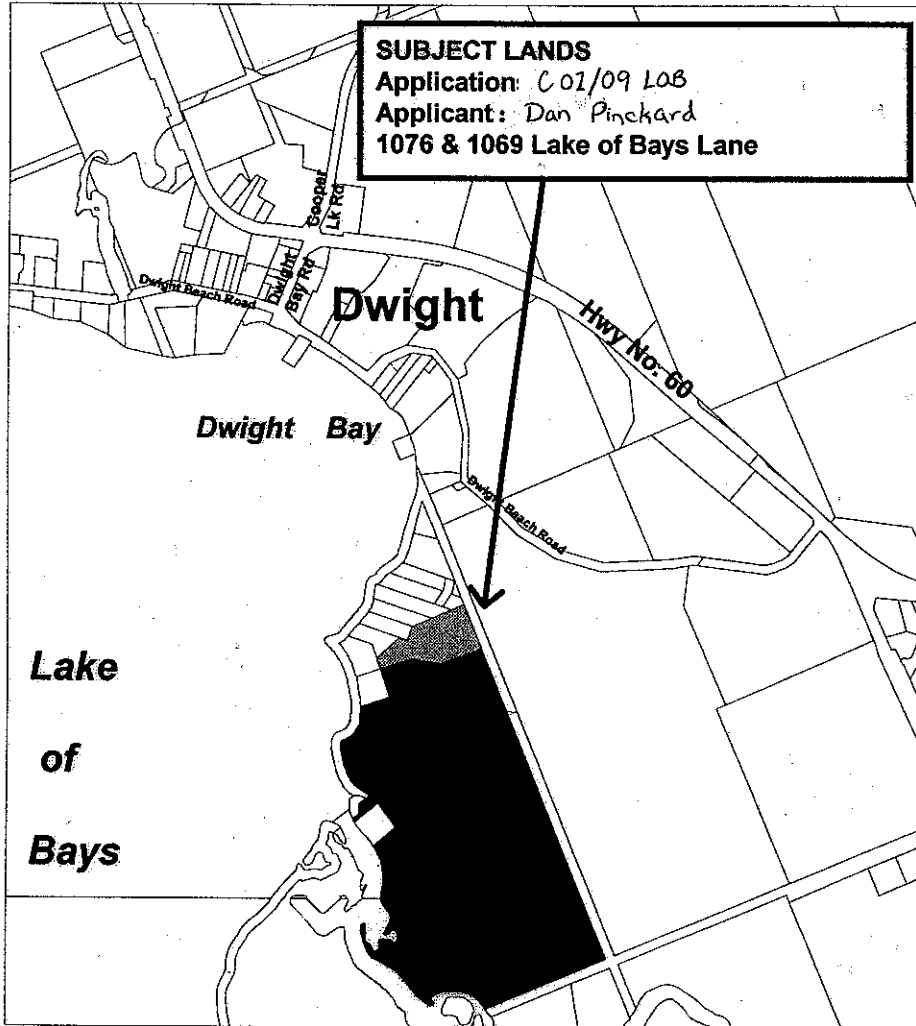 SUBJECT LANDS
Application: C 01/09 LOB
Applicant: Dan Pinckard
1076 & 1069 Lake of Bays Lane
Cooper
Lk Rd
Dwight Beach Road
Dwight
Bay Rd
Dwight
Hwy No: 60
Dwight Bay
Dwight Beach Road
Lake
of
Bays